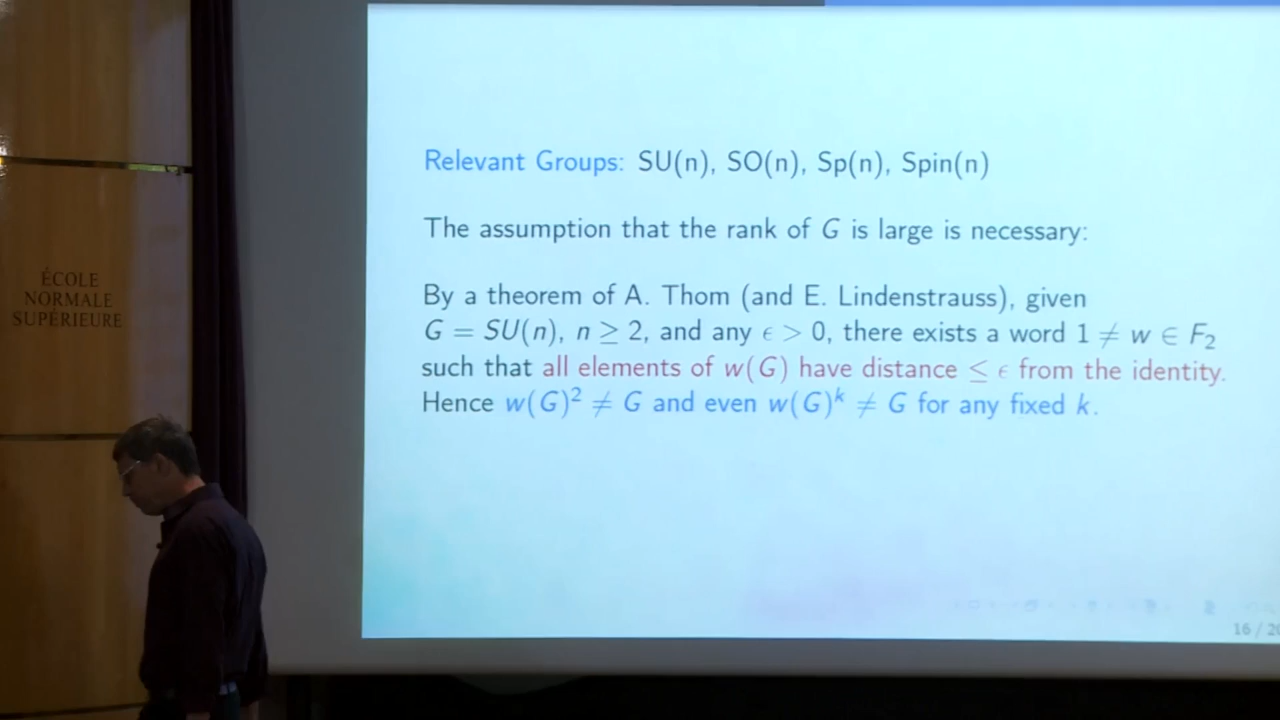 ÉCOLE
NORMALE
SUPÉRIEURE
Relevant Groups: SU(n), SO(n), Sp(n), Spin(n)
The assumption that the rank of G is large is necessary:
By a theorem of A. Thom (and E. Lindenstrauss), given
G = SU(n), n ≥ 2, and any ϵ > 0, there exists a word 1 ≠ w ∈ F₂
such that all elements of w(G) have distance ≤ ϵ from the identity.
Hence w(G)² ≠ G and even w(G)ᵏ ≠ G for any fixed k.
16 / 2